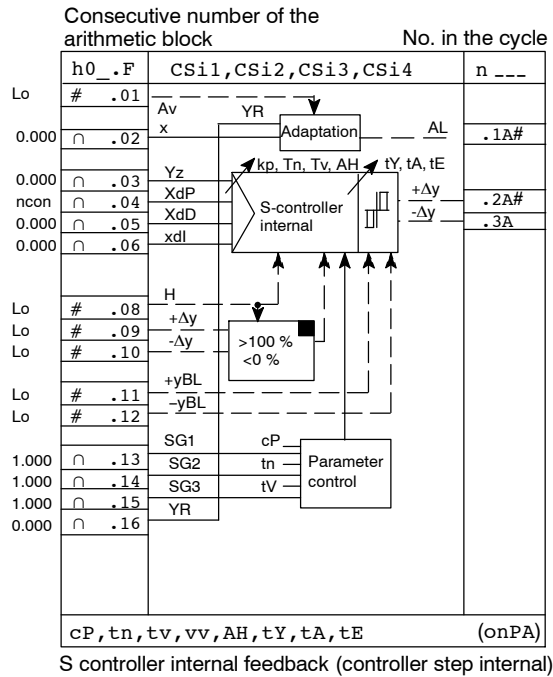 Consecutive number of the
arithmetic block
No. in the cycle
h0_.F CSi1,CSi2,CSi3,CSi4 n ___
Lo # .01 Av
YR
0.000 ∩ .02 x Adaptation AL .1A#
kp, Tn, Tv, AH tY, tA, tE
0.000 ∩ .03 Yz
ncon ∩ .04 XdP +Δy .2A#
0.000 ∩ .05 XdD -Δy .3A
0.000 ∩ .06 xdI
S-controller
internal
Lo # .08 H
Lo # .09 +Δy
Lo # .10 -Δy
>100 %
<0 %
Lo # .11 +yBL
Lo # .12 −yBL
1.000 ∩ .13 SG1 cP
1.000 ∩ .14 SG2 tn
1.000 ∩ .15 SG3 tV
0.000 ∩ .16 YR
Parameter
control
cP,tn,tv,vv,AH,tY,tA,tE (onPA)
S controller internal feedback (controller step internal)